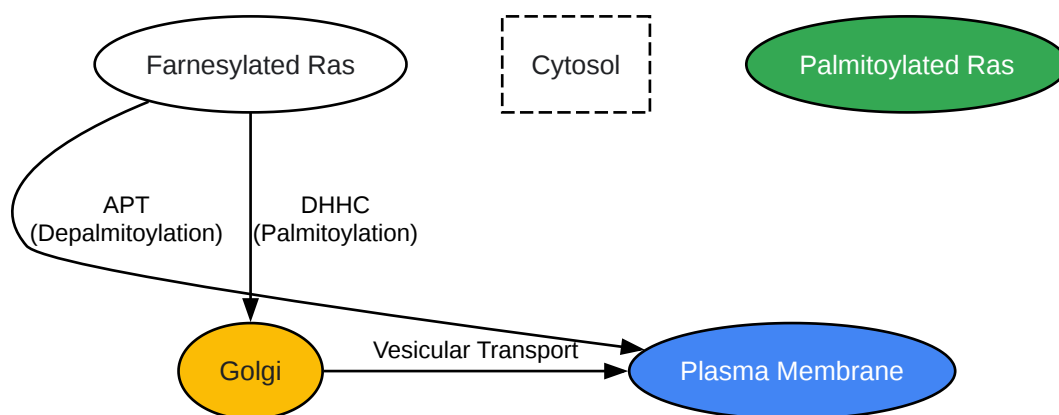 Farnesylated Ras
Cytosol
Palmitoylated Ras
APT
(Depalmitoylation)
DHHC
(Palmitoylation)
Vesicular Transport
Golgi
Plasma Membrane